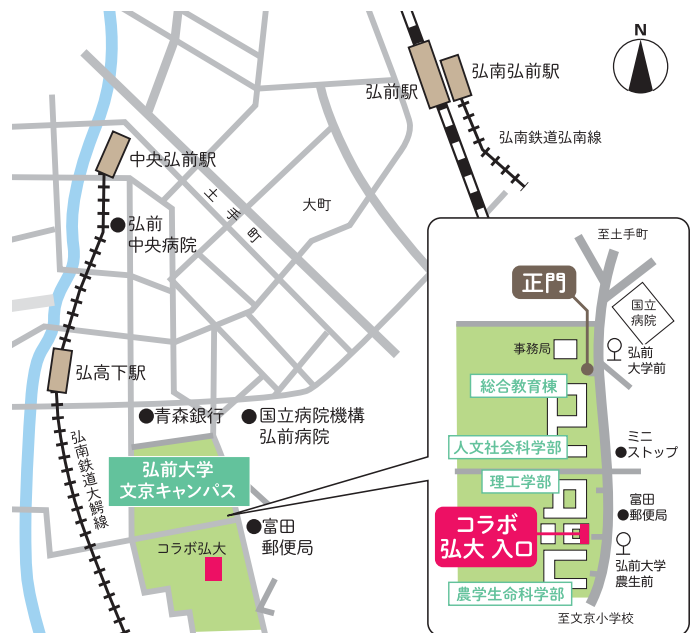 N
弘南弘前駅
弘前駅
弘南鉄道弘南線
中央弘前駅
土手町
大町
弘前
中央病院
弘高下駅
青森銀行
国立病院機構
弘前病院
弘南鉄道大鰐線
弘前大学
文京キャンパス
富田
郵便局
コラボ弘大
至土手町
正門
国立
病院
事務局
弘前
大学前
総合教育棟
人文社会科学部
ミニ
ストップ
理工学部
富田
郵便局
コラボ
弘大 入口
弘前大学
農生前
農学生命科学部
至文京小学校